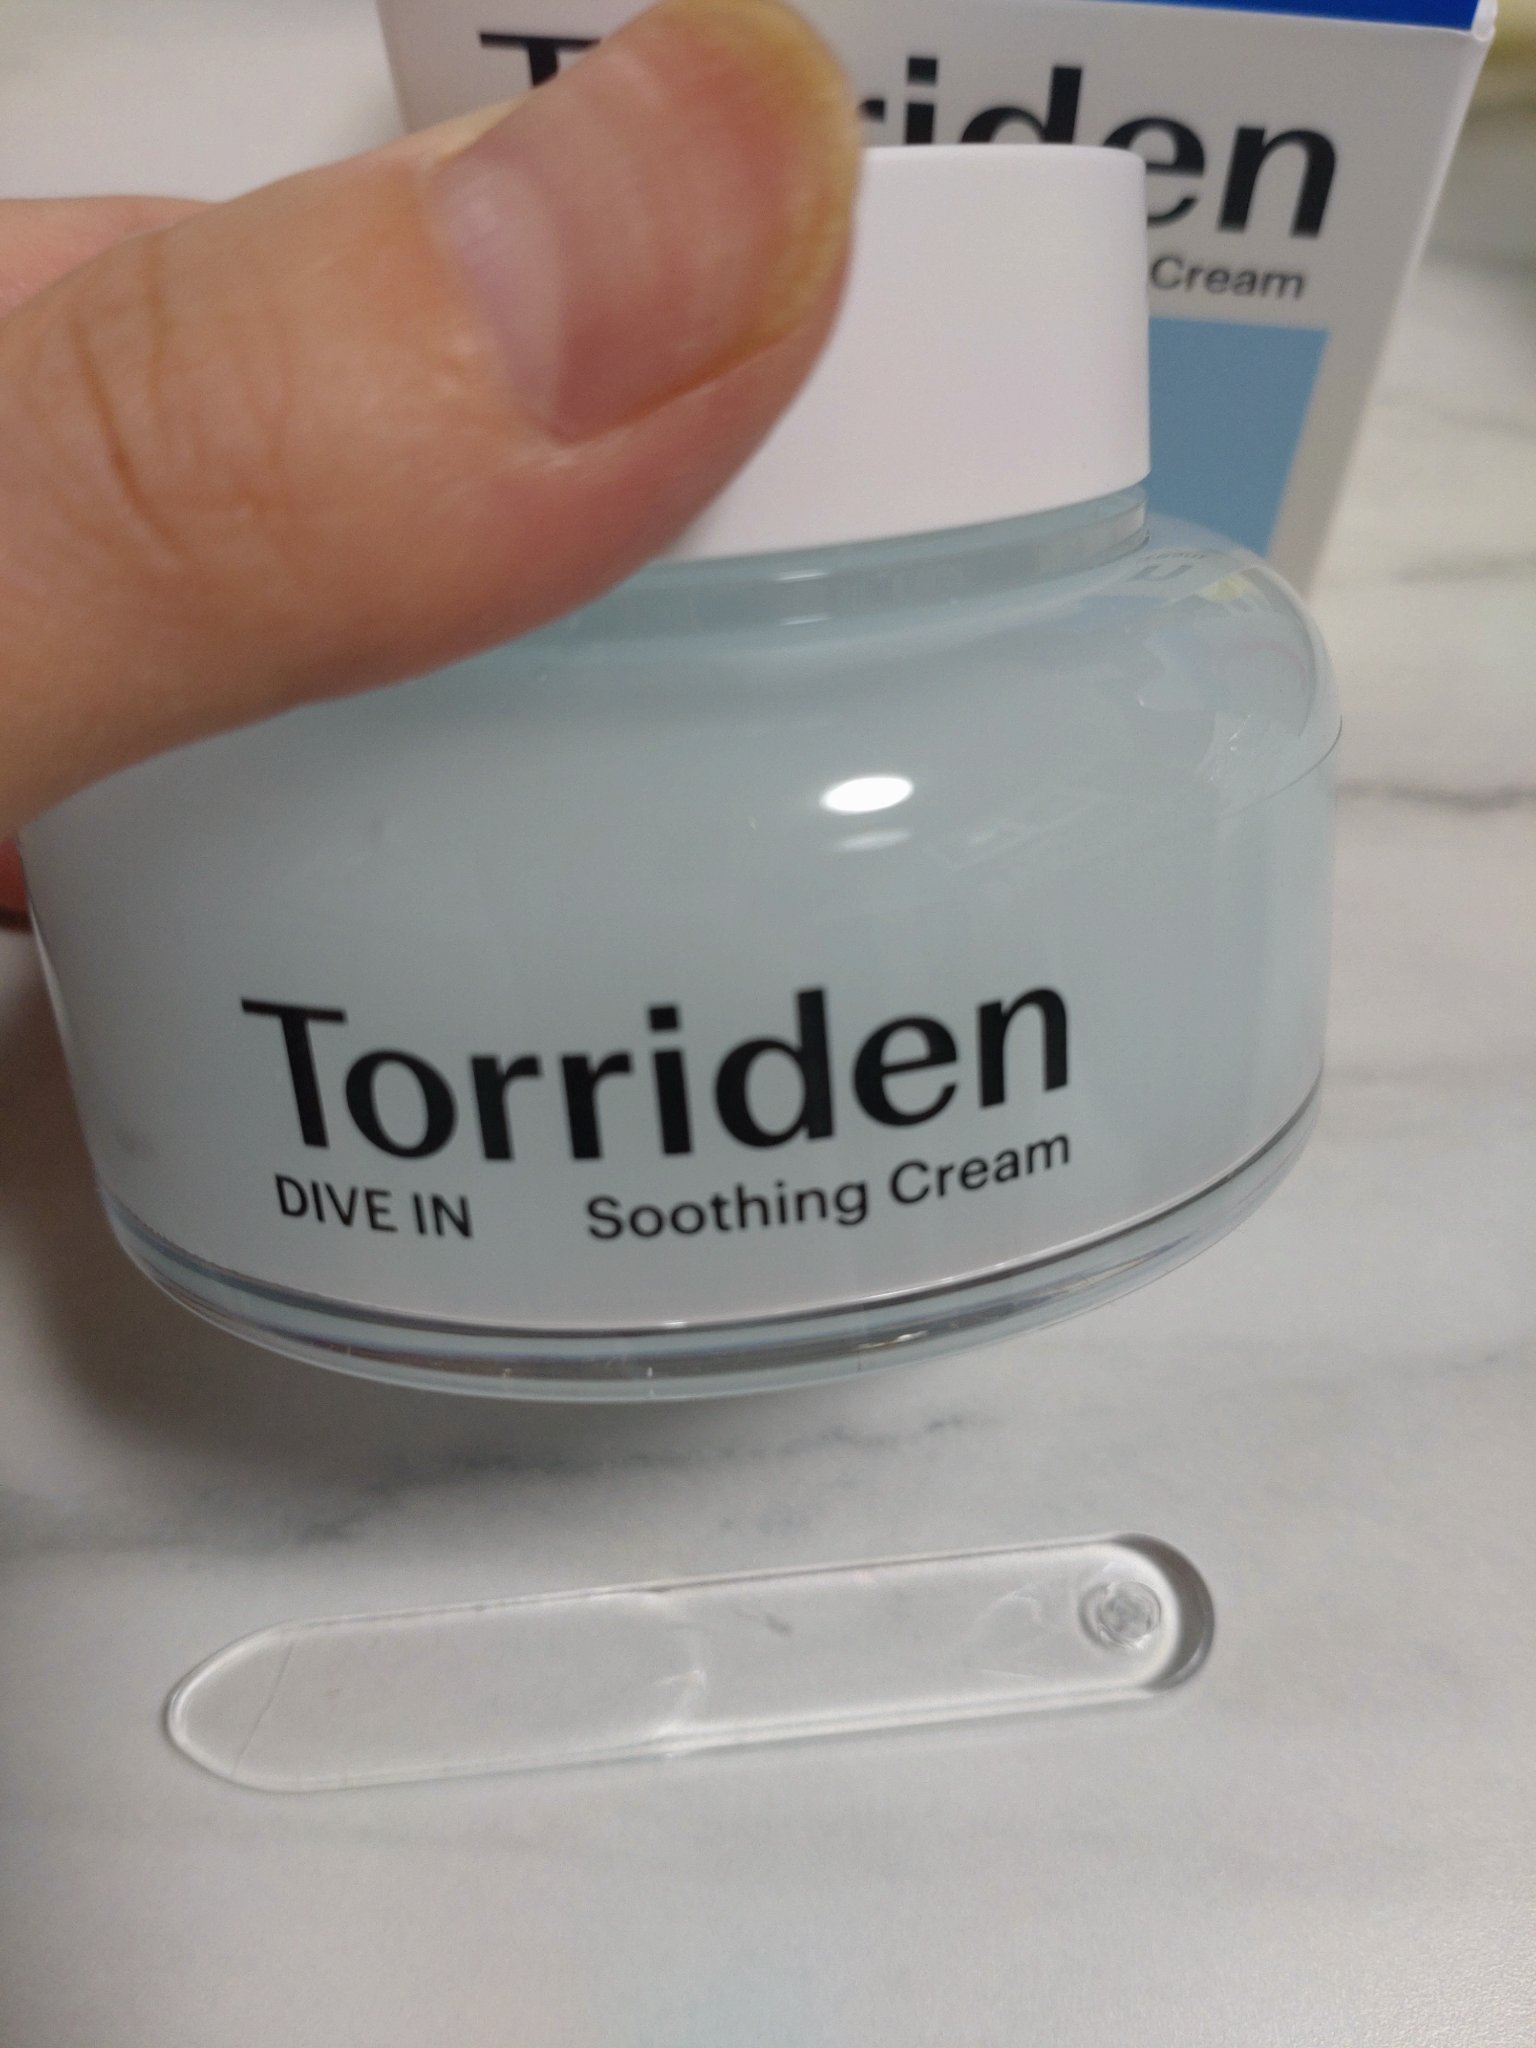 Cream
Torriden
DIVE IN Soothing Cream